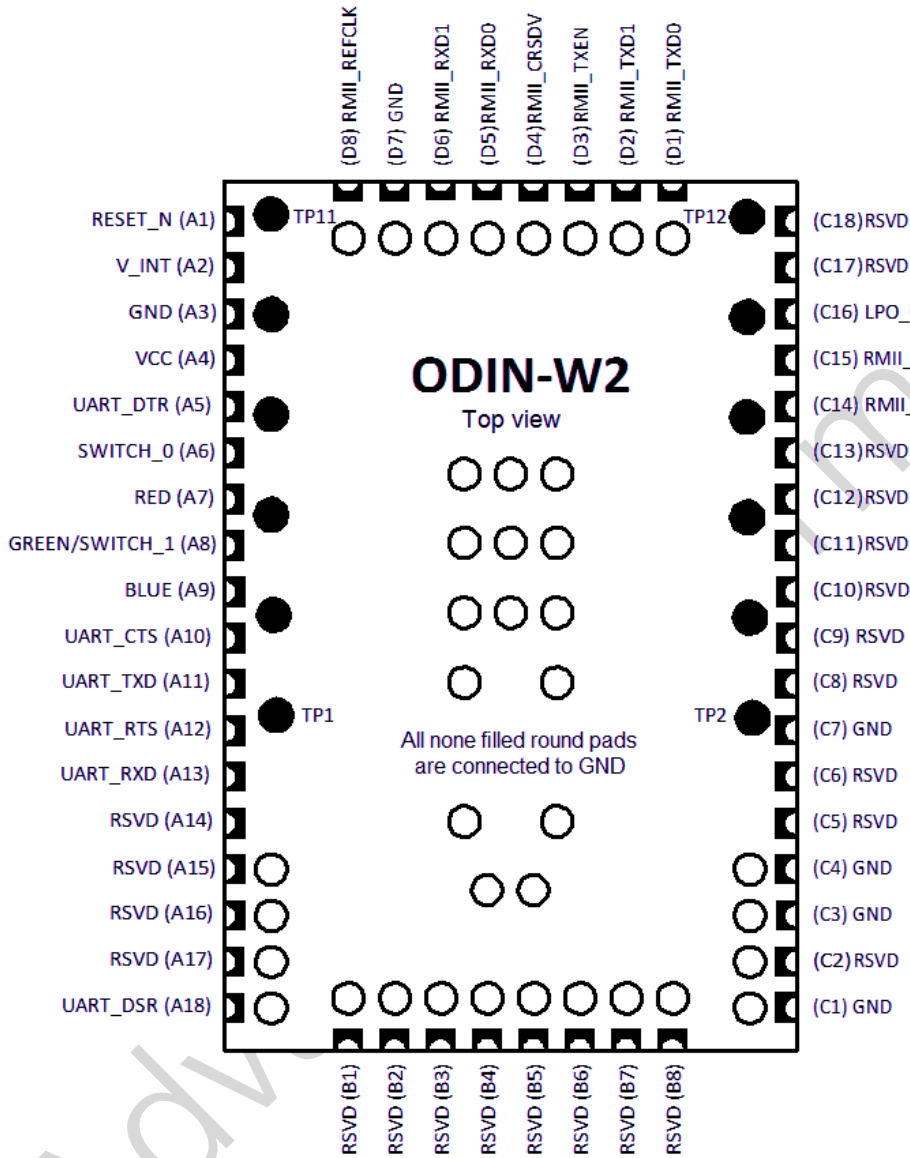 (D8) RMII_REFCLK
(D7) GND
(D6) RMII_RXD1
(D5)RMII_RXD0
(D4)RMII_CRSDV
(D3)RMII_TXEN
(D2) RMII_TXD1
(D1) RMII_TXD0
RESET_N (A1)
V_INT (A2)
GND (A3)
VCC (A4)
UART_DTR (A5)
SWITCH_0 (A6)
RED (A7)
GREEN/SWITCH_1 (A8)
BLUE (A9)
UART_CTS (A10)
UART_TXD (A11)
UART_RTS (A12)
UART_RXD (A13)
RSVD (A14)
RSVD (A15)
RSVD (A16)
RSVD (A17)
UART_DSR (A18)
TP11
TP12
ODIN-W2
Top view
TP1
TP2
All none filled round pads
are connected to GND
(C18)RSVD
(C17)RSVD
(C16) LPO_
(C15) RMII_
(C14) RMII_
(C13)RSVD
(C12)RSVD
(C11)RSVD
(C10)RSVD
(C9) RSVD
(C8) RSVD
(C7) GND
(C6) RSVD
(C5) RSVD
(C4) GND
(C3) GND
(C2)RSVD
(C1) GND
RSVD (B1)
RSVD (B2)
RSVD (B3)
RSVD (B4)
RSVD (B5)
RSVD (B6)
RSVD (B7)
RSVD (B8)